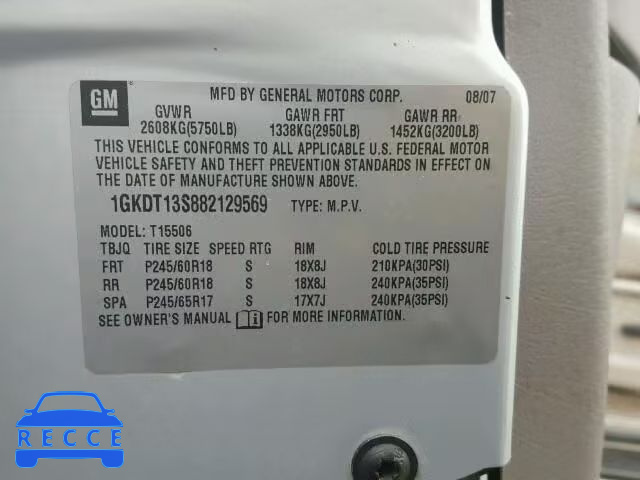 GM
MFD BY GENERAL MOTORS CORP. 08/07
GVWR GAWR FRT GAWR RR
2608KG(5750LB) 1338KG(2950LB) 1452KG(3200LB)
THIS VEHICLE CONFORMS TO ALL APPLICABLE U.S. FEDERAL MOTOR
VEHICLE SAFETY AND THEFT PREVENTION STANDARDS IN EFFECT ON
THE DATE OF MANUFACTURE SHOWN ABOVE.
1GKDT13S882129569 TYPE: M.P.V.
MODEL: T15506
TBJQ TIRE SIZE SPEED RTG RIM COLD TIRE PRESSURE
FRT P245/60R18 S 18X8J 210KPA(30PSI)
RR P245/60R18 S 18X8J 240KPA(35PSI)
SPA P245/65R17 S 17X7J 240KPA(35PSI)
SEE OWNER'S MANUAL i FOR MORE INFORMATION.
RECCE